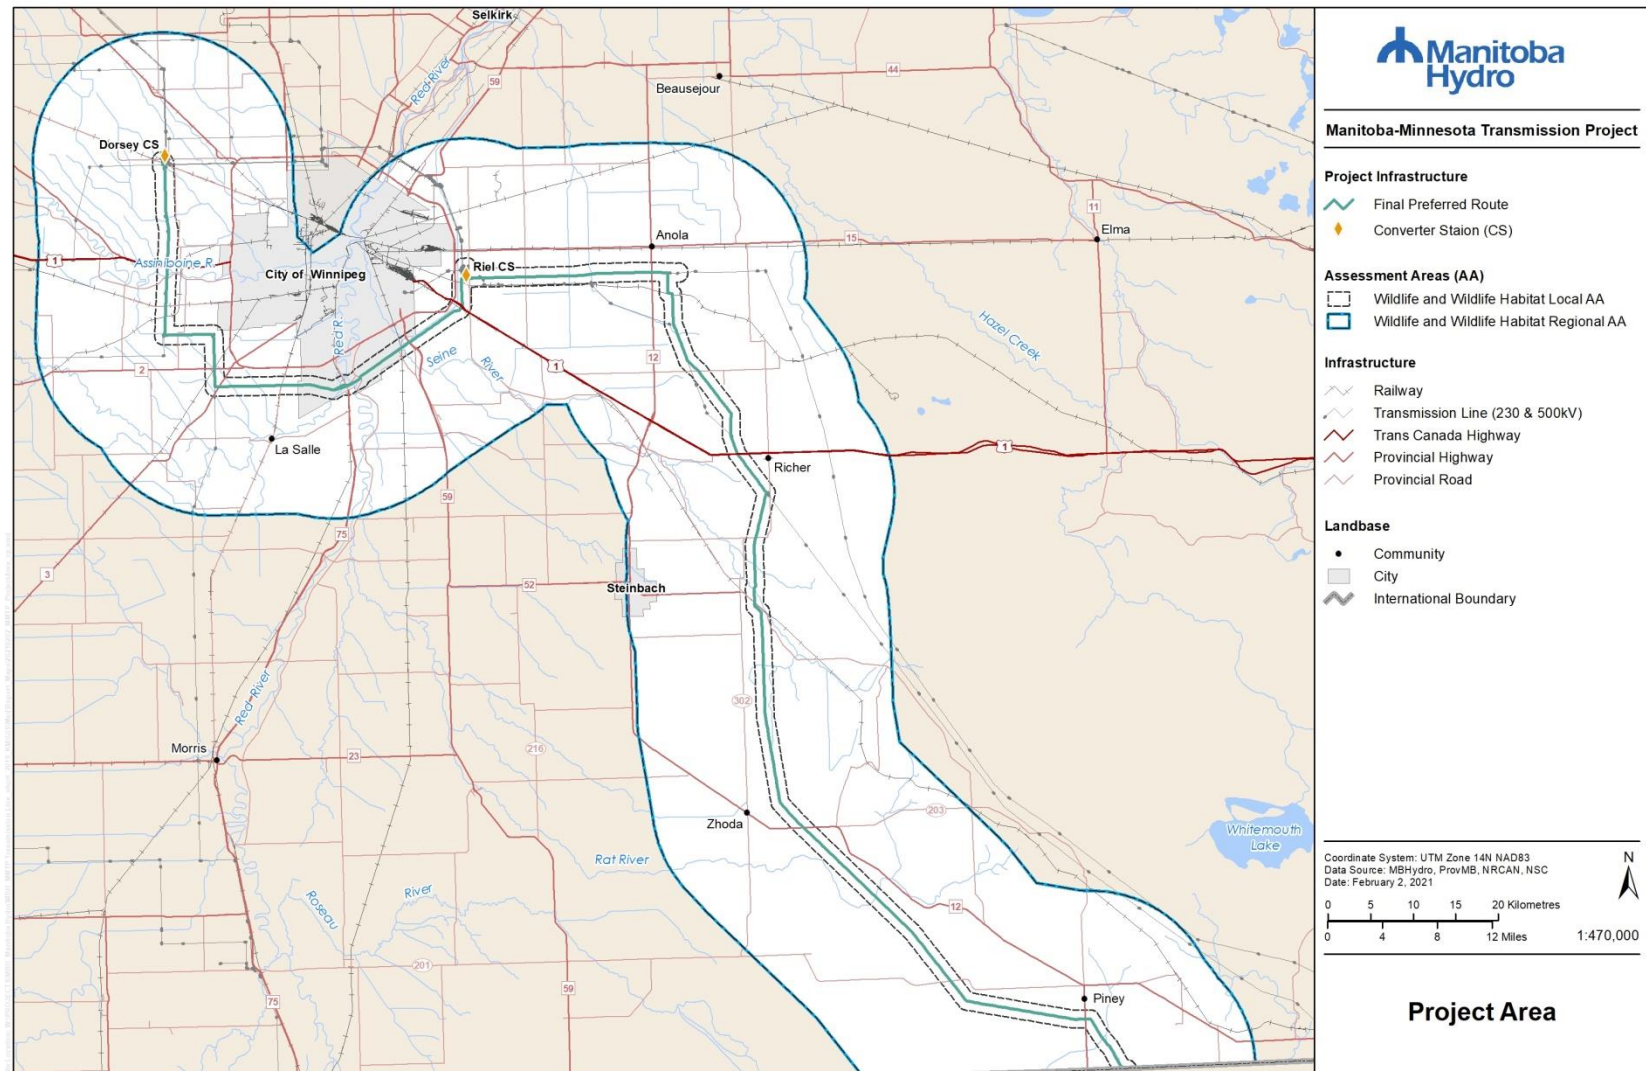 Selkirk
Red River
59
Beausejour
44
Dorsey CS
11
Elma
Anola
15
1
Assiniboine R.
City of Winnipeg
Riel CS
Red R.
Hazel Creek
Seine
River
2
12
1
La Salle
Richer
1
59
75
3
52
Steinbach
302
Red River
Morris
23
216
Zhoda
203
Whitemouth
Lake
Rat River
River
Roseau
12
201
75
59
Piney
Manitoba
Hydro
Manitoba-Minnesota Transmission Project
Project Infrastructure
Final Preferred Route
Converter Staion (CS)
Assessment Areas (AA)
Wildlife and Wildlife Habitat Local AA
Wildlife and Wildlife Habitat Regional AA
Infrastructure
Railway
Transmission Line (230 & 500kV)
Trans Canada Highway
Provincial Highway
Provincial Road
Landbase
Community
City
International Boundary
Coordinate System: UTM Zone 14N NAD83
Data Source: MBHydro, ProvMB, NRCAN, NSC
Date: February 2, 2021
N
0 5 10 15 20 Kilometres
0 4 8 12 Miles
1:470,000
Project Area